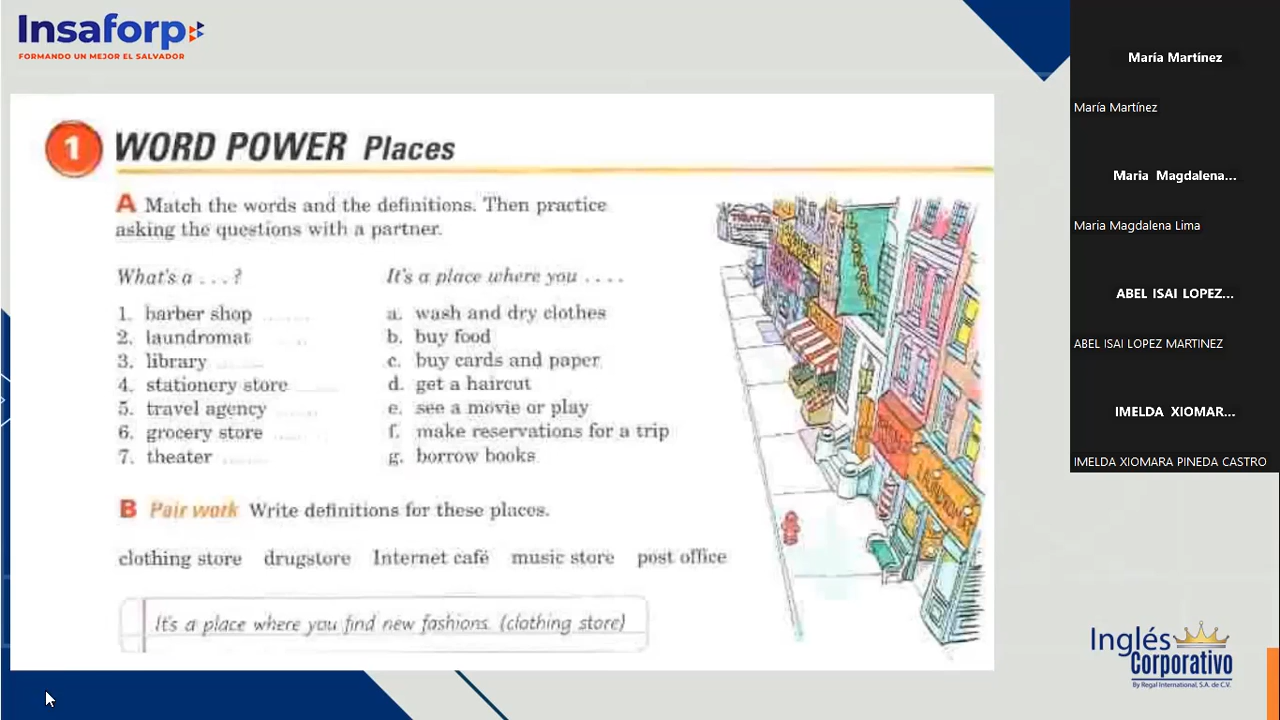 Insaforp
FORMANDO UN MEJOR EL SALVADOR
1 WORD POWER Places
A Match the words and the definitions. Then practice
asking the questions with a partner.
What's a . . . ?
1. barber shop ........
2. laundromat ........
3. library ........
4. stationery store ........
5. travel agency ........
6. grocery store ........
7. theater ........
It's a place where you . . . .
a. wash and dry clothes
b. buy food
c. buy cards and paper
d. get a haircut
e. see a movie or play
f. make reservations for a trip
g. borrow books
B Pair work Write definitions for these places.
clothing store drugstore Internet café music store post office
It's a place where you find new fashions. (clothing store)
María Martínez
María Martínez
Maria Magdalena...
Maria Magdalena Lima
ABEL ISAI LOPEZ...
ABEL ISAI LOPEZ MARTINEZ
IMELDA XIOMAR...
IMELDA XIOMARA PINEDA CASTRO
Inglés
Corporativo
By Regal International, S.A. de C.V.